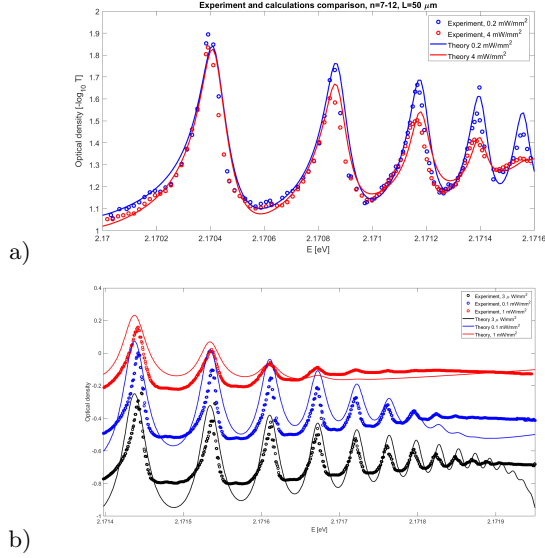 Experiment and calculations comparison, n=7-12, L=50 μm
Experiment, 0.2 mW/mm²
Experiment, 4 mW/mm²
Theory 0.2 mW/mm²
Theory 4 mW/mm²
Optical density [-log₁₀ T]
2
1.9
1.8
1.7
1.6
1.5
1.4
1.3
1.2
1.1
1
2.17 2.1702 2.1704 2.1706 2.1708 2.171 2.1712 2.1714 2.1716
E [eV]
a)
Experiment, 3 μ W/mm²
Experiment, 0.1 mW/mm²
Experiment, 1 mW/mm²
Theory 3 μ W/mm²
Theory 0.1 mW/mm²
Theory, 1 mW/mm²
Optical density
0.4
0.2
0
-0.2
-0.4
-0.6
-0.8
-1
2.1714 2.1715 2.1716 2.1717 2.1718 2.1719
E [eV]
b)